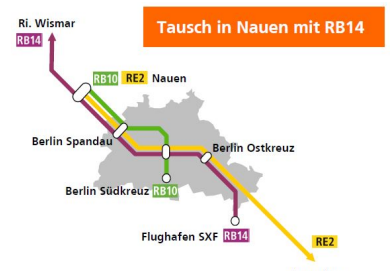 Tausch in Nauen mit RB14
Ri. Wismar
RB14
RB10 RE2 Nauen
Berlin Spandau
Berlin Ostkreuz
Berlin Südkreuz RB10
Flughafen SXF RB14
RE2